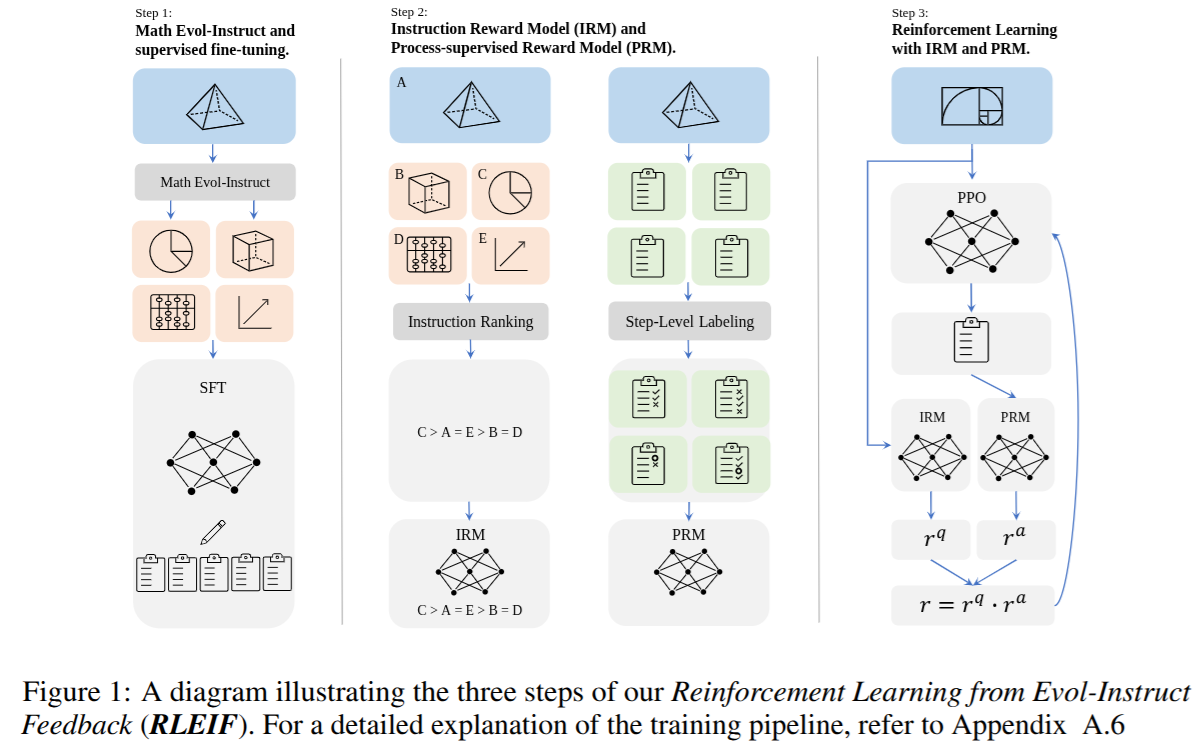 Step 1:
Math Evol-Instruct and
supervised fine-tuning.
Math Evol-Instruct
SFT
Step 2:
Instruction Reward Model (IRM) and
Process-supervised Reward Model (PRM).
A
B
C
D
E
Instruction Ranking
C > A = E > B = D
IRM
C > A = E > B = D
Step-Level Labeling
PRM
Step 3:
Reinforcement Learning
with IRM and PRM.
PPO
IRM
PRM
r^q
r^a
r = r^q · r^a
Figure 1: A diagram illustrating the three steps of our Reinforcement Learning from Evol-Instruct
Feedback (RLEIF). For a detailed explanation of the training pipeline, refer to Appendix A.6